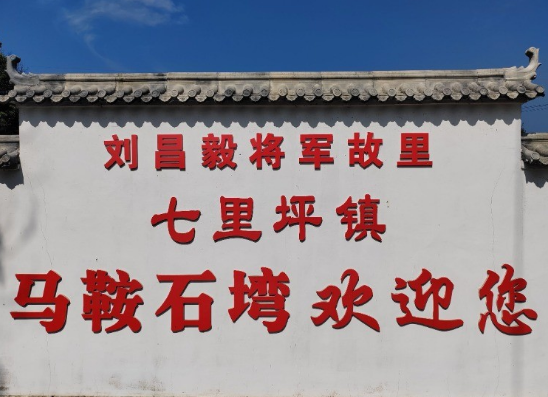 刘昌毅将军故里
七里坪镇
马鞍石塆欢迎您